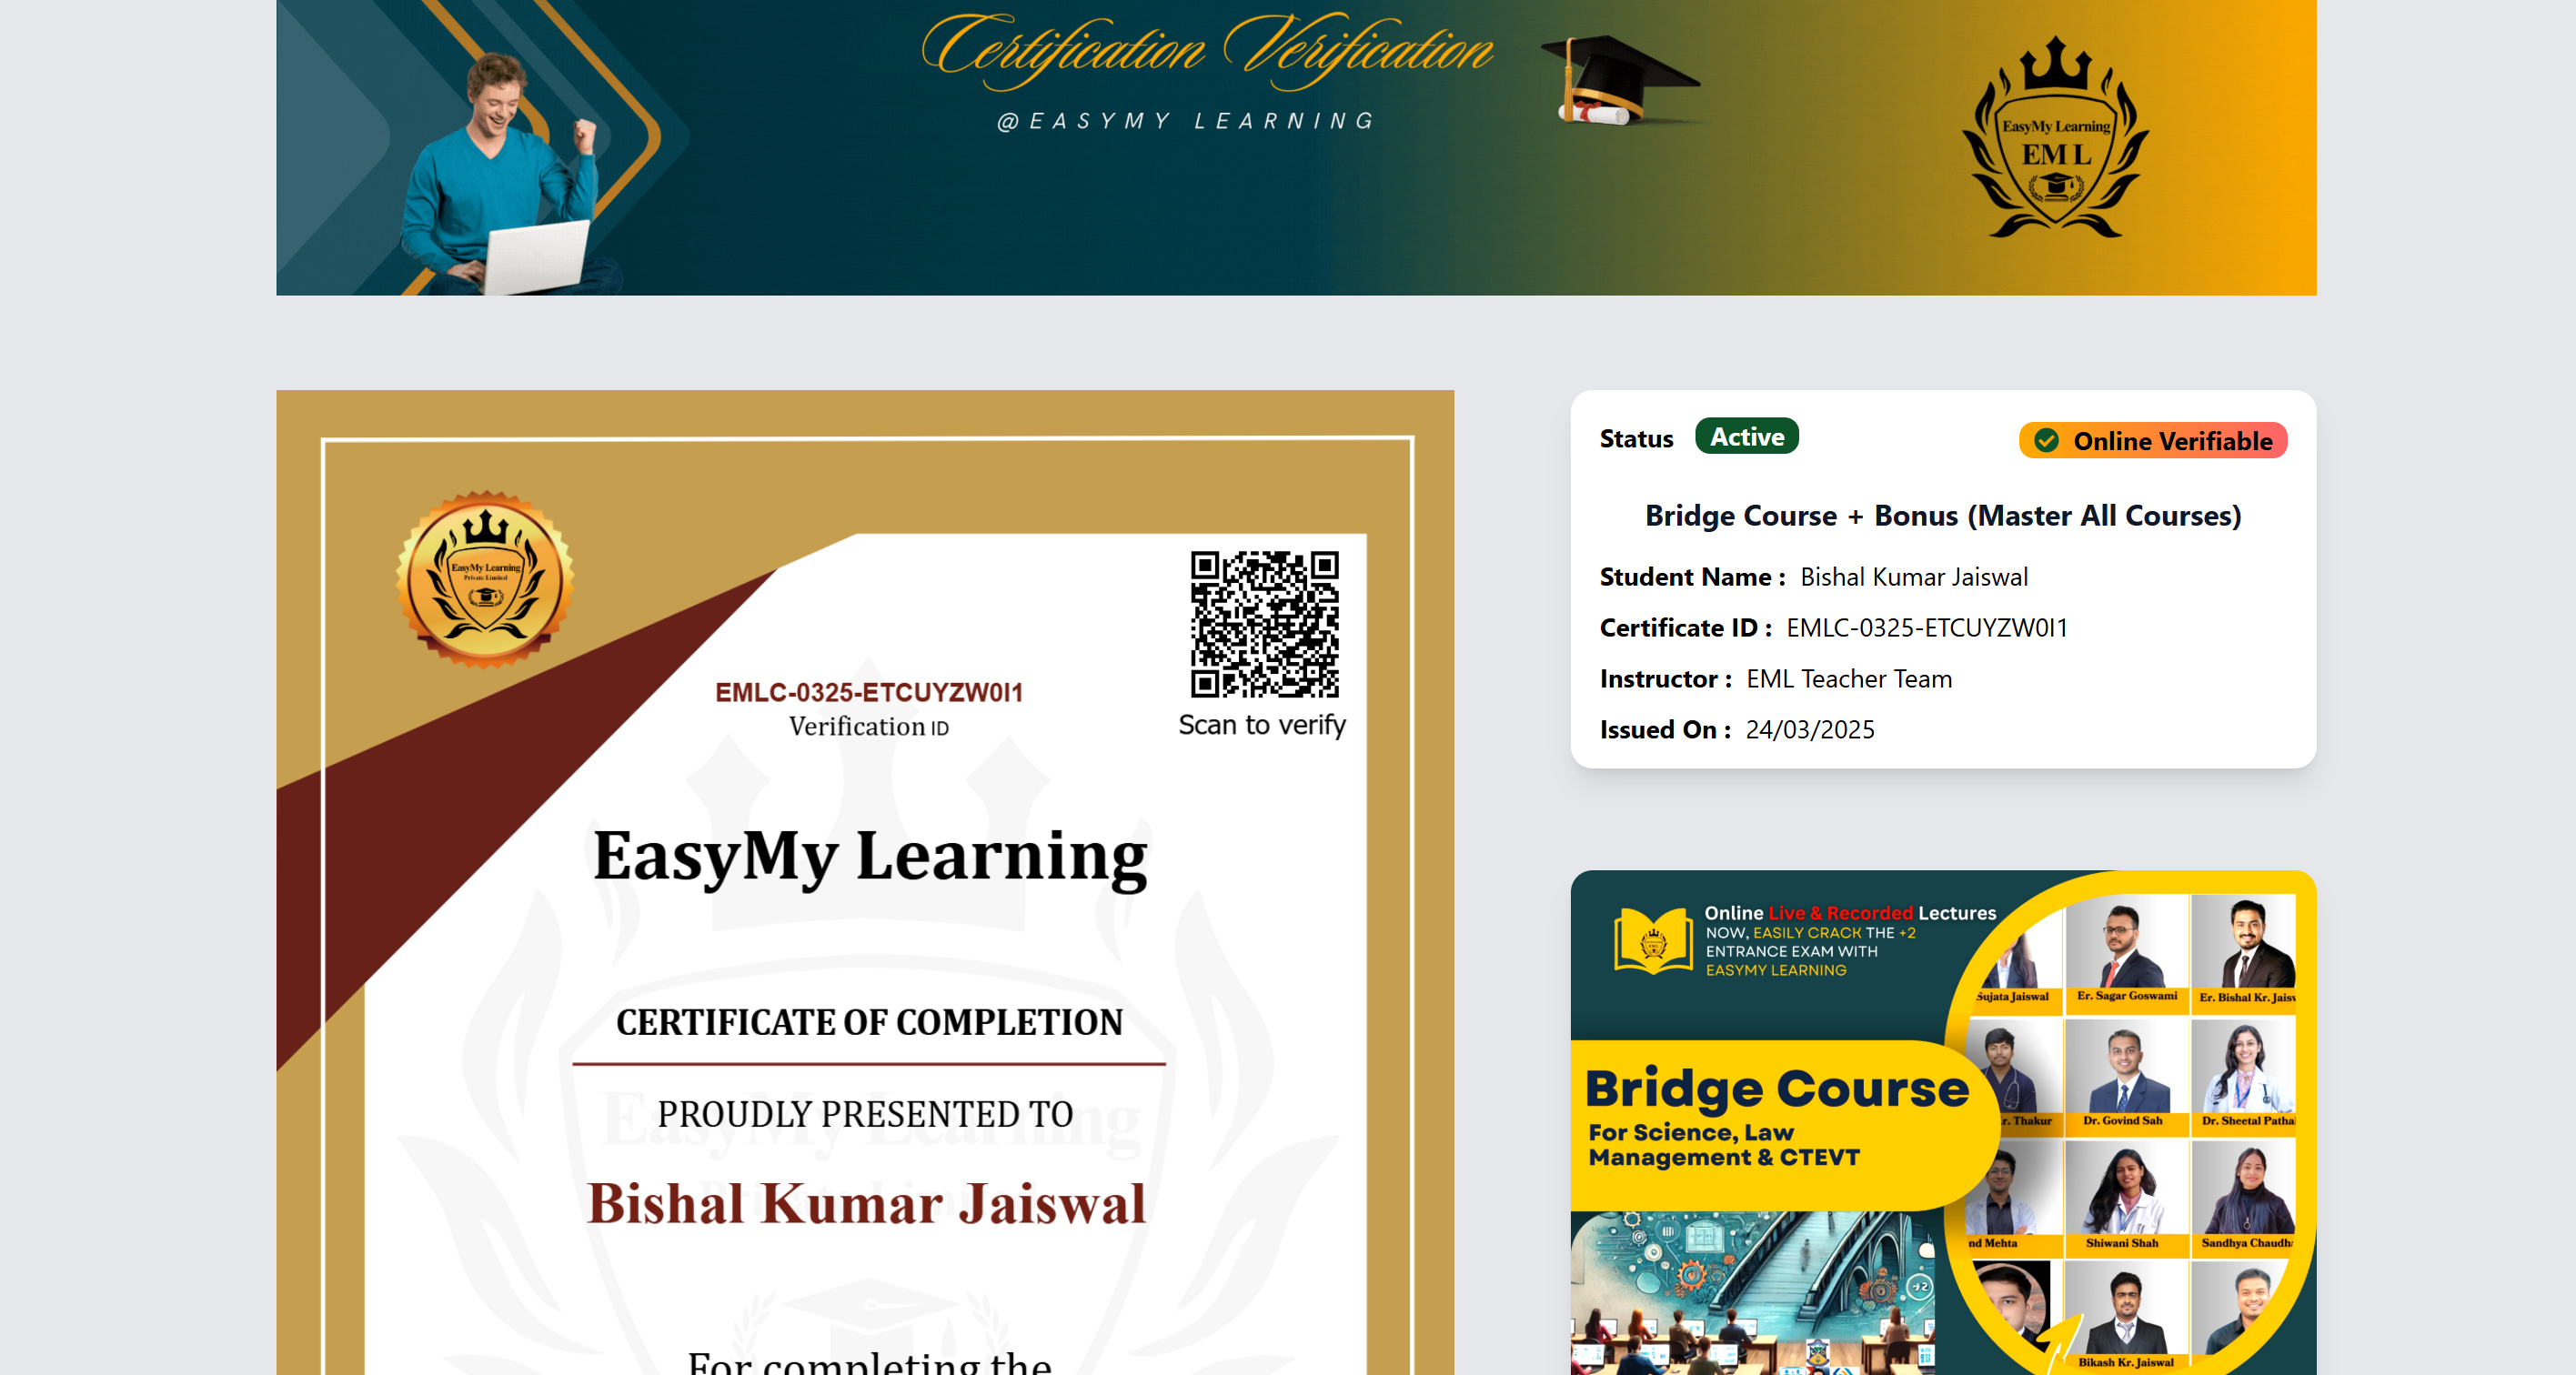 Certification Verification
@EASYMY LEARNING
EasyMy Learning
EML
EasyMy Learning
Private Limited
EMLC-0325-ETCUYZW0I1
Verification ID
Scan to verify
EasyMy Learning
CERTIFICATE OF COMPLETION
PROUDLY PRESENTED TO
EasyMy Learning
Bishal Kumar Jaiswal
For completing the
Status Active
Online Verifiable
Bridge Course + Bonus (Master All Courses)
Student Name : Bishal Kumar Jaiswal
Certificate ID : EMLC-0325-ETCUYZW0I1
Instructor : EML Teacher Team
Issued On : 24/03/2025
Online Live & Recorded Lectures
NOW, EASILY CRACK THE +2
ENTRANCE EXAM WITH
EASYMY LEARNING
Sujata Jaiswal
Er. Sagar Goswami
Er. Bishal Kr. Jaisw
Bridge Course
For Science, Law
Management & CTEVT
r. Thakur
Dr. Govind Sah
Dr. Sheetal Patha
nd Mehta
Shiwani Shah
Sandhya Chaudh
+2
Bikash Kr. Jaiswal